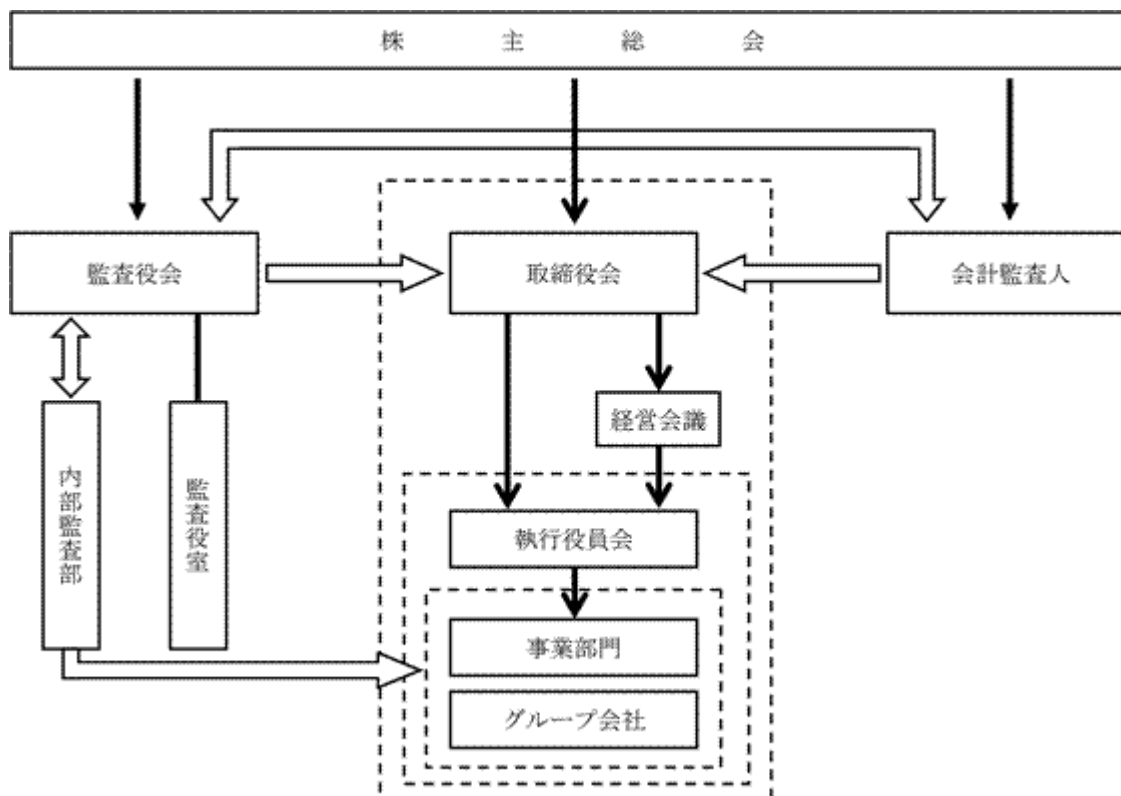 株主総会
監査役会
取締役会
会計監査人
経営会議
内部監査部
監査役室
執行役員会
事業部門
グループ会社